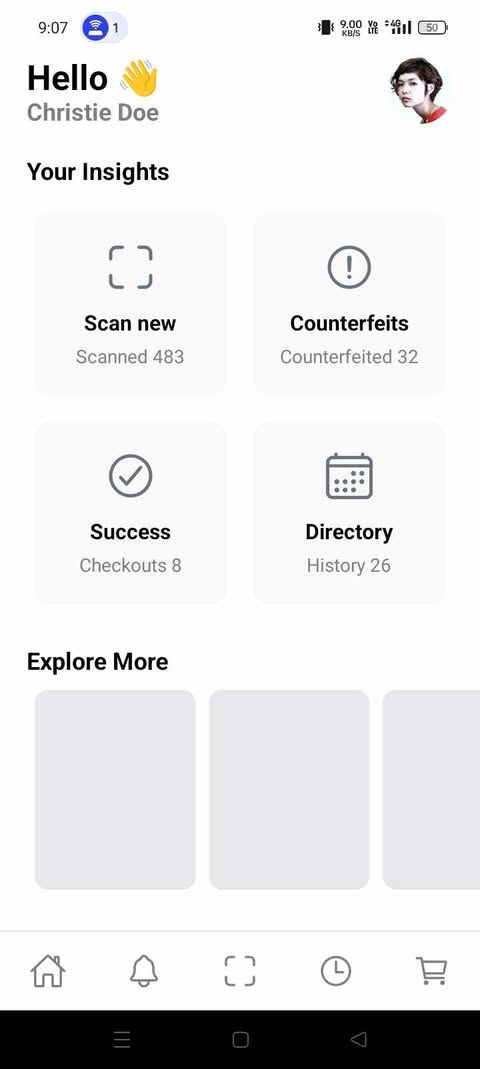 9:07 1 9.00 KB/S Vo LTE 4G 50
Hello 👋
Christie Doe
Your Insights
Scan new
Scanned 483
Counterfeits
Counterfeited 32
Success
Checkouts 8
Directory
History 26
Explore More